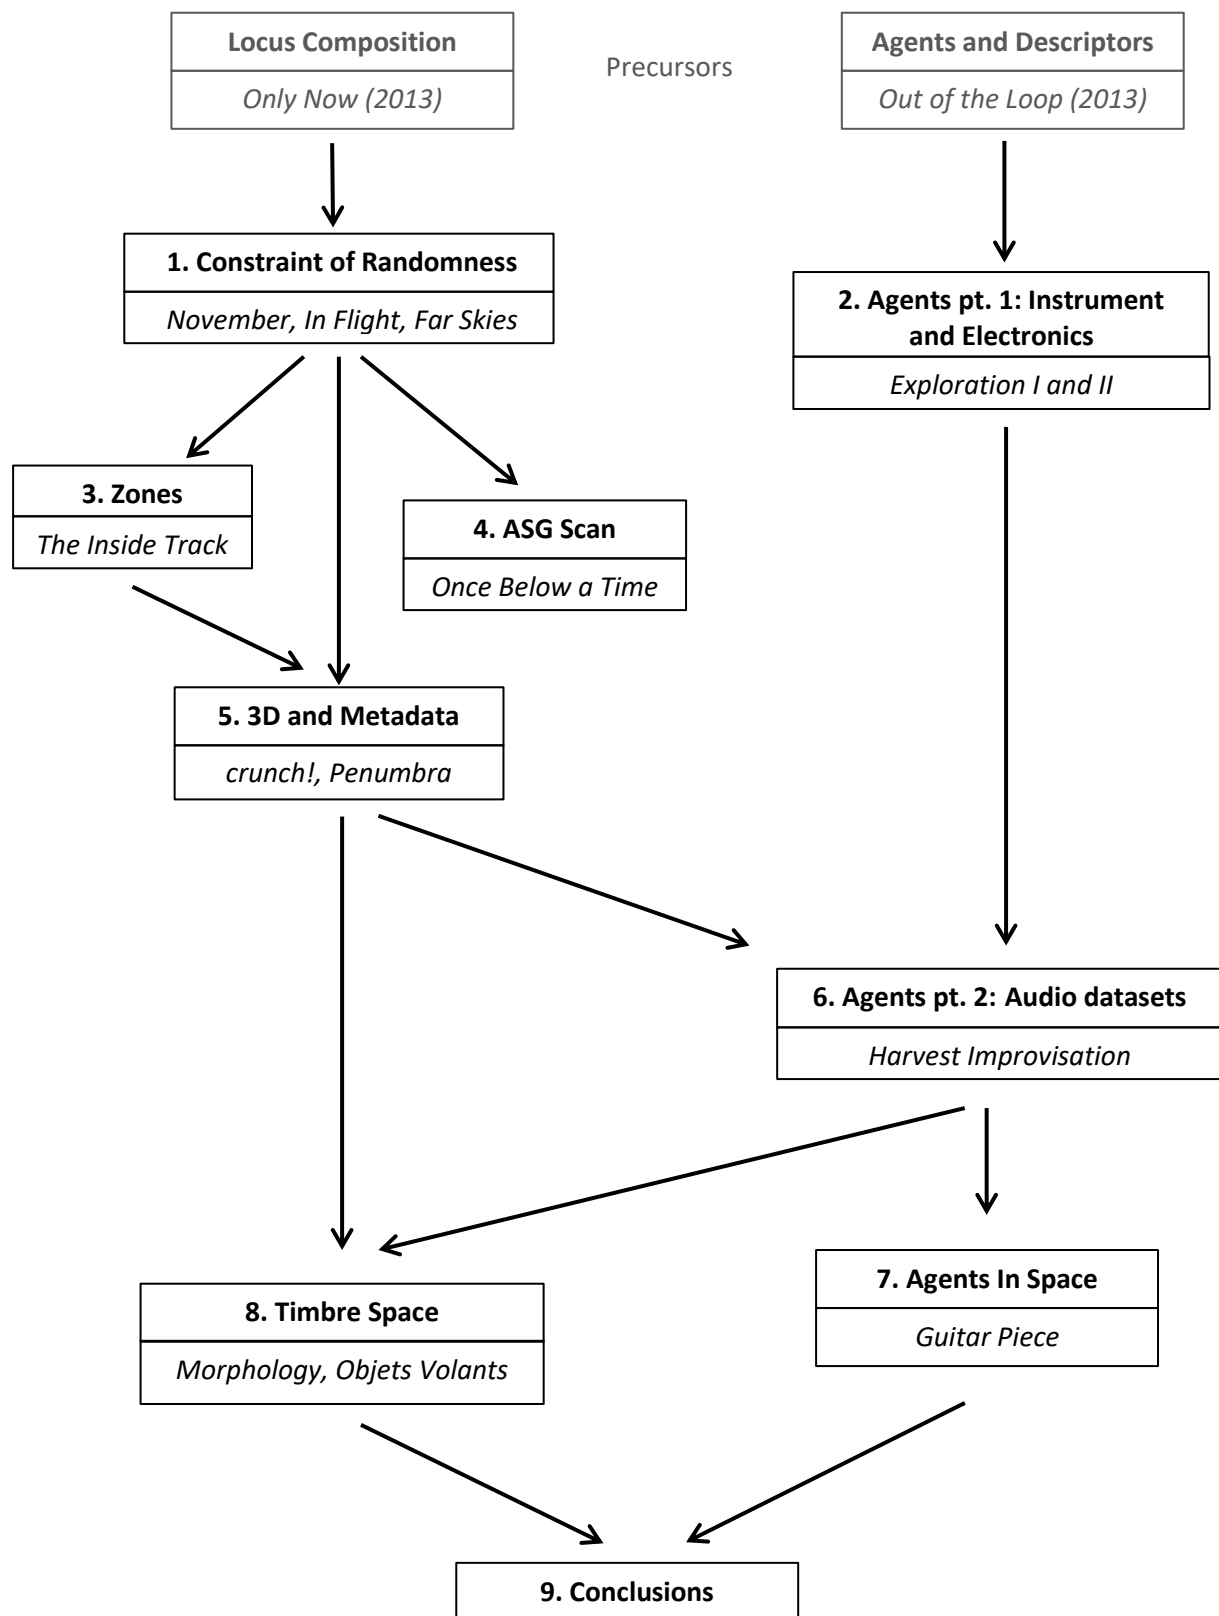 Locus Composition
Only Now (2013)
Precursors
Agents and Descriptors
Out of the Loop (2013)
1. Constraint of Randomness
November, In Flight, Far Skies
2. Agents pt. 1: Instrument
and Electronics
Exploration I and II
3. Zones
The Inside Track
4. ASG Scan
Once Below a Time
5. 3D and Metadata
crunch!, Penumbra
6. Agents pt. 2: Audio datasets
Harvest Improvisation
7. Agents In Space
Guitar Piece
8. Timbre Space
Morphology, Objets Volants
9. Conclusions